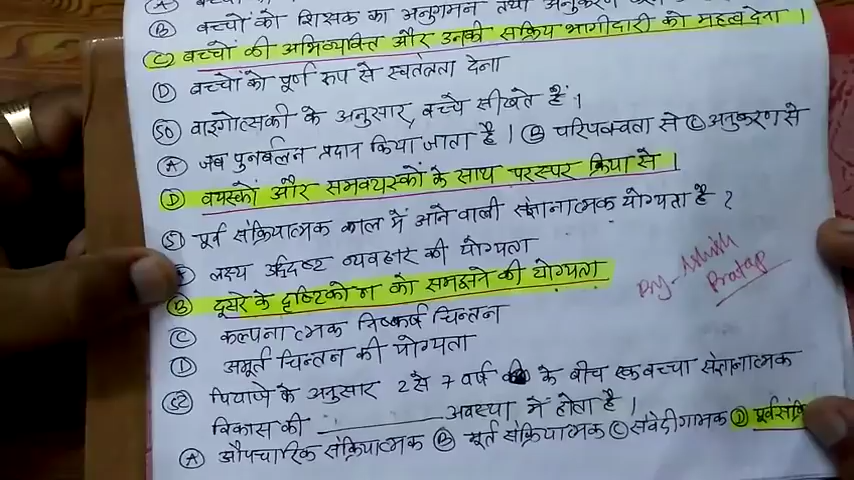 Ⓑ बच्चों को शिक्षक का अनुगमन तथा अनुकरण
Ⓒ बच्चों की अभिव्यक्ति और उनकी सक्रिय भागीदारी को महत्व देना।
Ⓓ बच्चों को पूर्ण रूप से स्वतंत्रता देना
50 वाइगोत्सकी के अनुसार, बच्चे सीखते हैं।
Ⓐ जब पुनर्बलन प्रदान किया जाता है। Ⓑ परिपक्वता से Ⓒ अनुकरण से
Ⓓ वयस्कों और समवयस्कों के साथ परस्पर क्रिया से।
51 पूर्व संक्रियात्मक काल में आने वाली संज्ञानात्मक योग्यता है ?
लक्ष्य उद्दिष्ट व्यवहार की योग्यता
Ⓑ दूसरे के दृष्टिकोन को समझने की योग्यता
By- Ashish Pratap
Ⓒ कल्पनात्मक निष्कर्ष चिन्तन
Ⓓ अमूर्त चिन्तन की योग्यता
52 पियाजे के अनुसार 2 से 7 वर्ष के बीच एक बच्चा संज्ञानात्मक
विकास की ________ अवस्था में होता है।
Ⓐ औपचारिक संक्रियात्मक Ⓑ मूर्त संक्रियात्मक Ⓒ संवेदीगामक Ⓓ